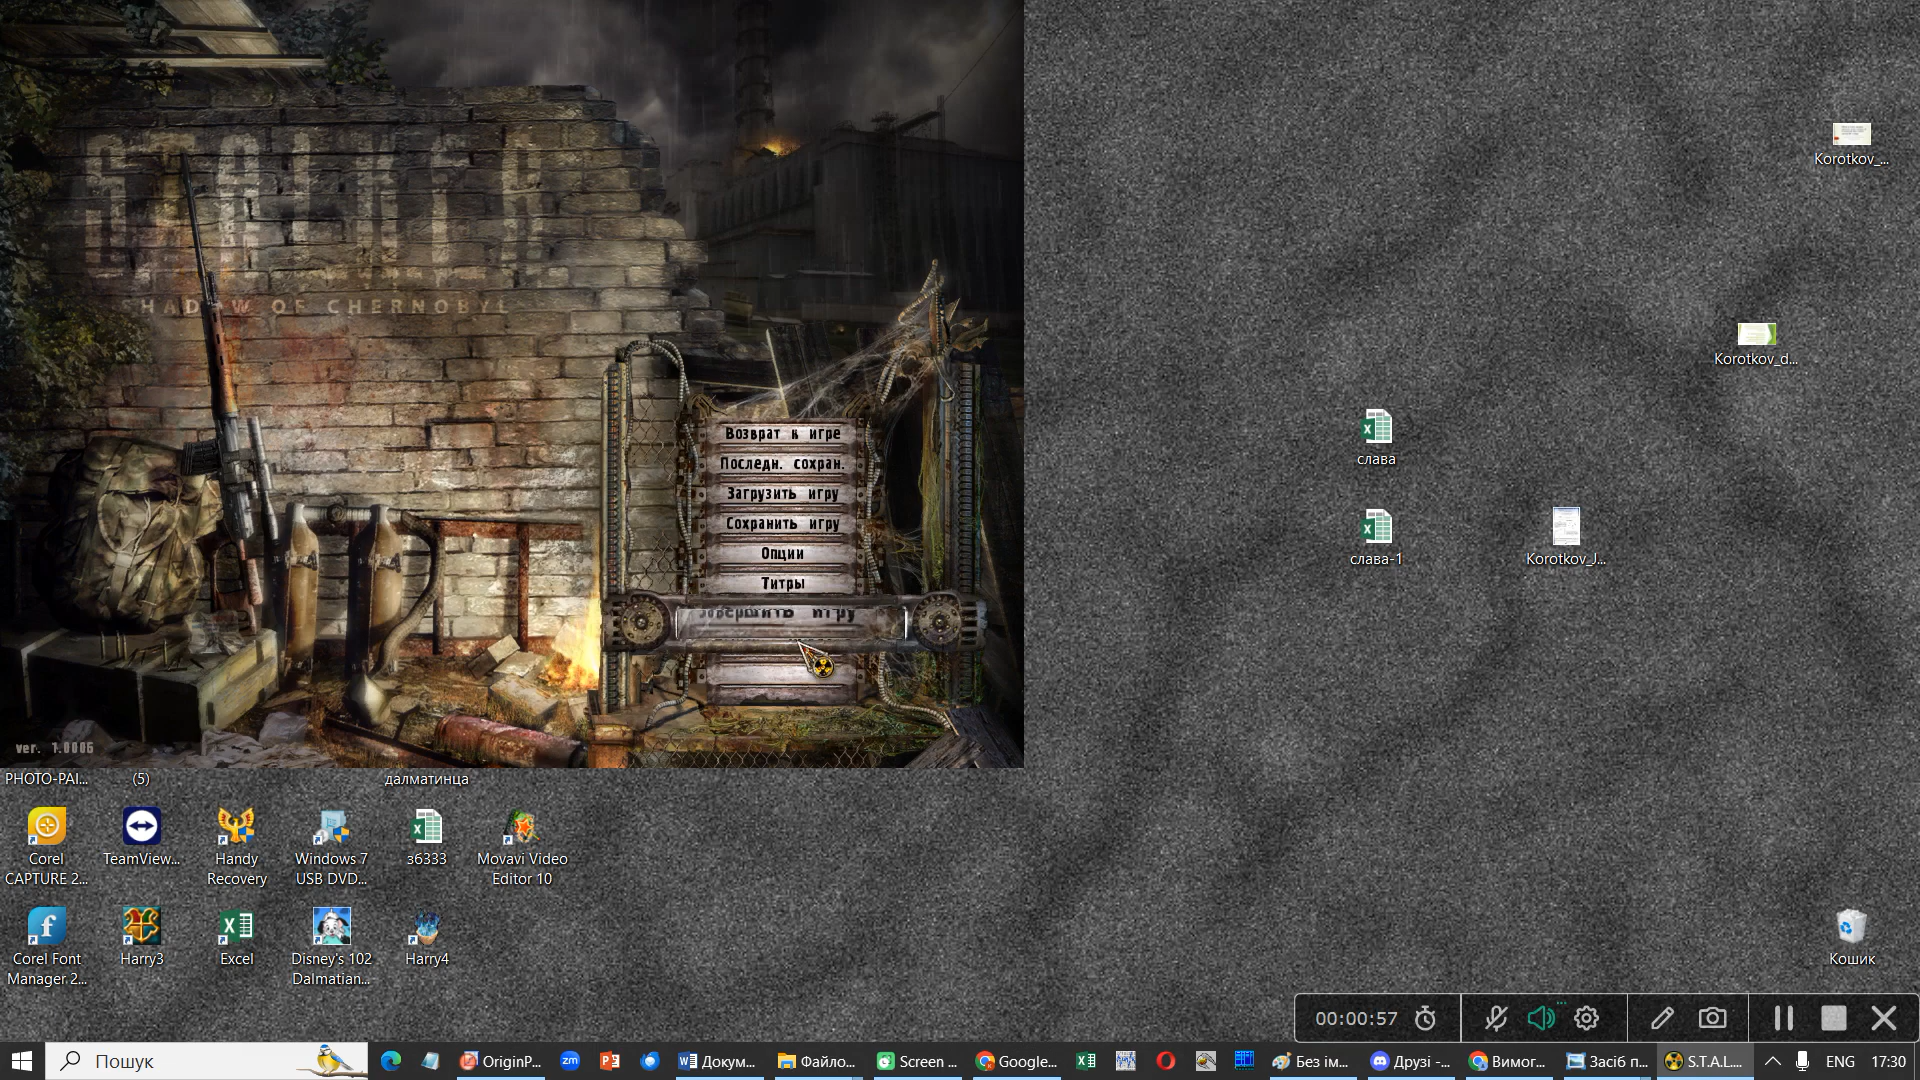 S.T.A.L.K.E.R
SHADOW OF CHERNOBYL
Возврат к игре
Последн. сохран.
Загрузить игру
Сохранить игру
Опции
Титры
Завершить игру
ver. 1.0006
Korotkov_...
Korotkov_d...
слава
слава-1
Korotkov_J...
PHOTO-PAI...
(5)
далматинца
Corel
CAPTURE 2...
TeamView...
Handy
Recovery
Windows 7
USB DVD...
з6333
Movavi Video
Editor 10
Corel Font
Manager 2...
Harry3
Excel
Disney's 102
Dalmatian...
Harry4
Кошик
00:00:57
Пошук
OriginP...
zm
Докум...
Файло...
Screen ...
Google...
Без ім...
Друзі -...
Вимог...
Засіб п...
S.T.A.L...
ENG
17:30